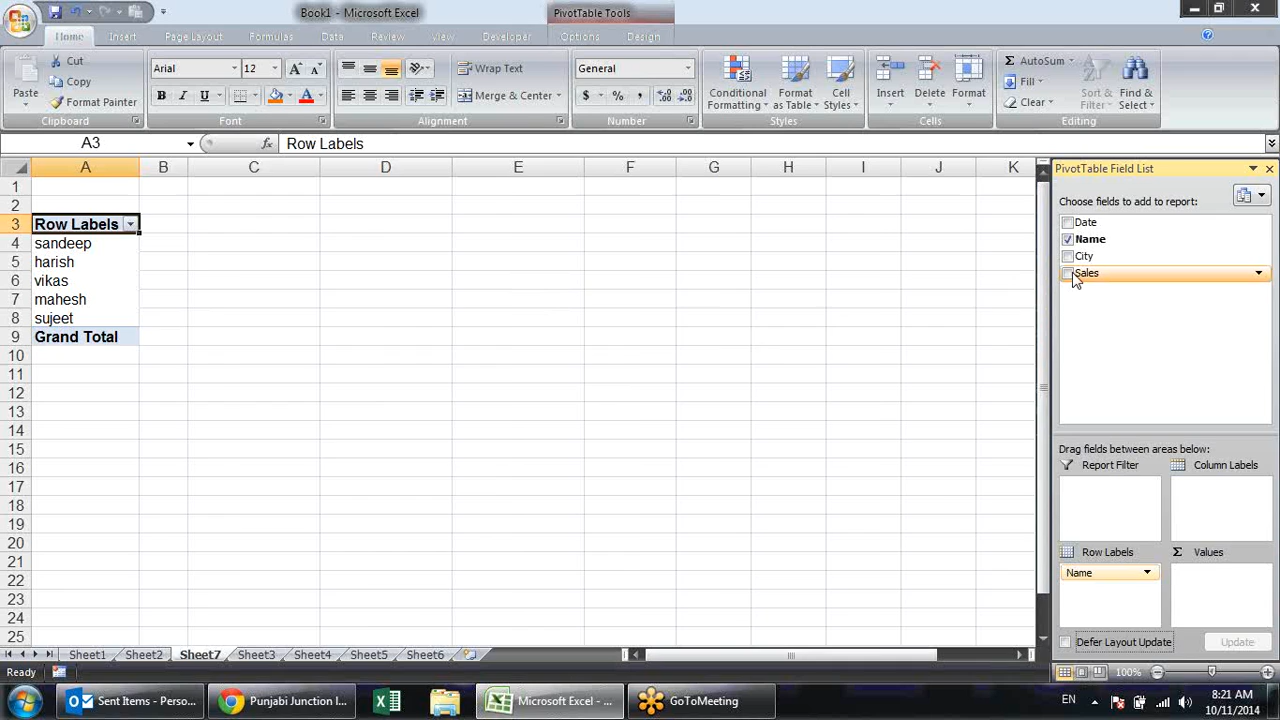 Book1 - Microsoft Excel
PivotTable Tools
Home Insert Page Layout Formulas Data Review View Developer Options Design
Paste
Cut
Copy
Format Painter
Clipboard
Arial 12
B I U
Font
Wrap Text
Merge & Center
Alignment
General
$ % ,
Number
Conditional Formatting
Format as Table
Cell Styles
Styles
Insert
Delete
Format
Cells
Σ AutoSum
Fill
Clear
Sort & Filter
Find & Select
Editing
A3 fx Row Labels
A B C D E F G H I J K
1
2
3 Row Labels
4 sandeep
5 harish
6 vikas
7 mahesh
8 sujeet
9 Grand Total
10
11
12
13
14
15
16
17
18
19
20
21
22
23
24
25
PivotTable Field List
Choose fields to add to report:
Date
Name
City
Sales
Drag fields between areas below:
Report Filter
Column Labels
Row Labels
Σ Values
Name
Defer Layout Update
Update
Sheet1 Sheet2 Sheet7 Sheet3 Sheet4 Sheet5 Sheet6
Ready
100%
Sent Items - Perso...
Punjabi Junction I...
Microsoft Excel - ...
GoToMeeting
EN
8:21 AM
10/11/2014